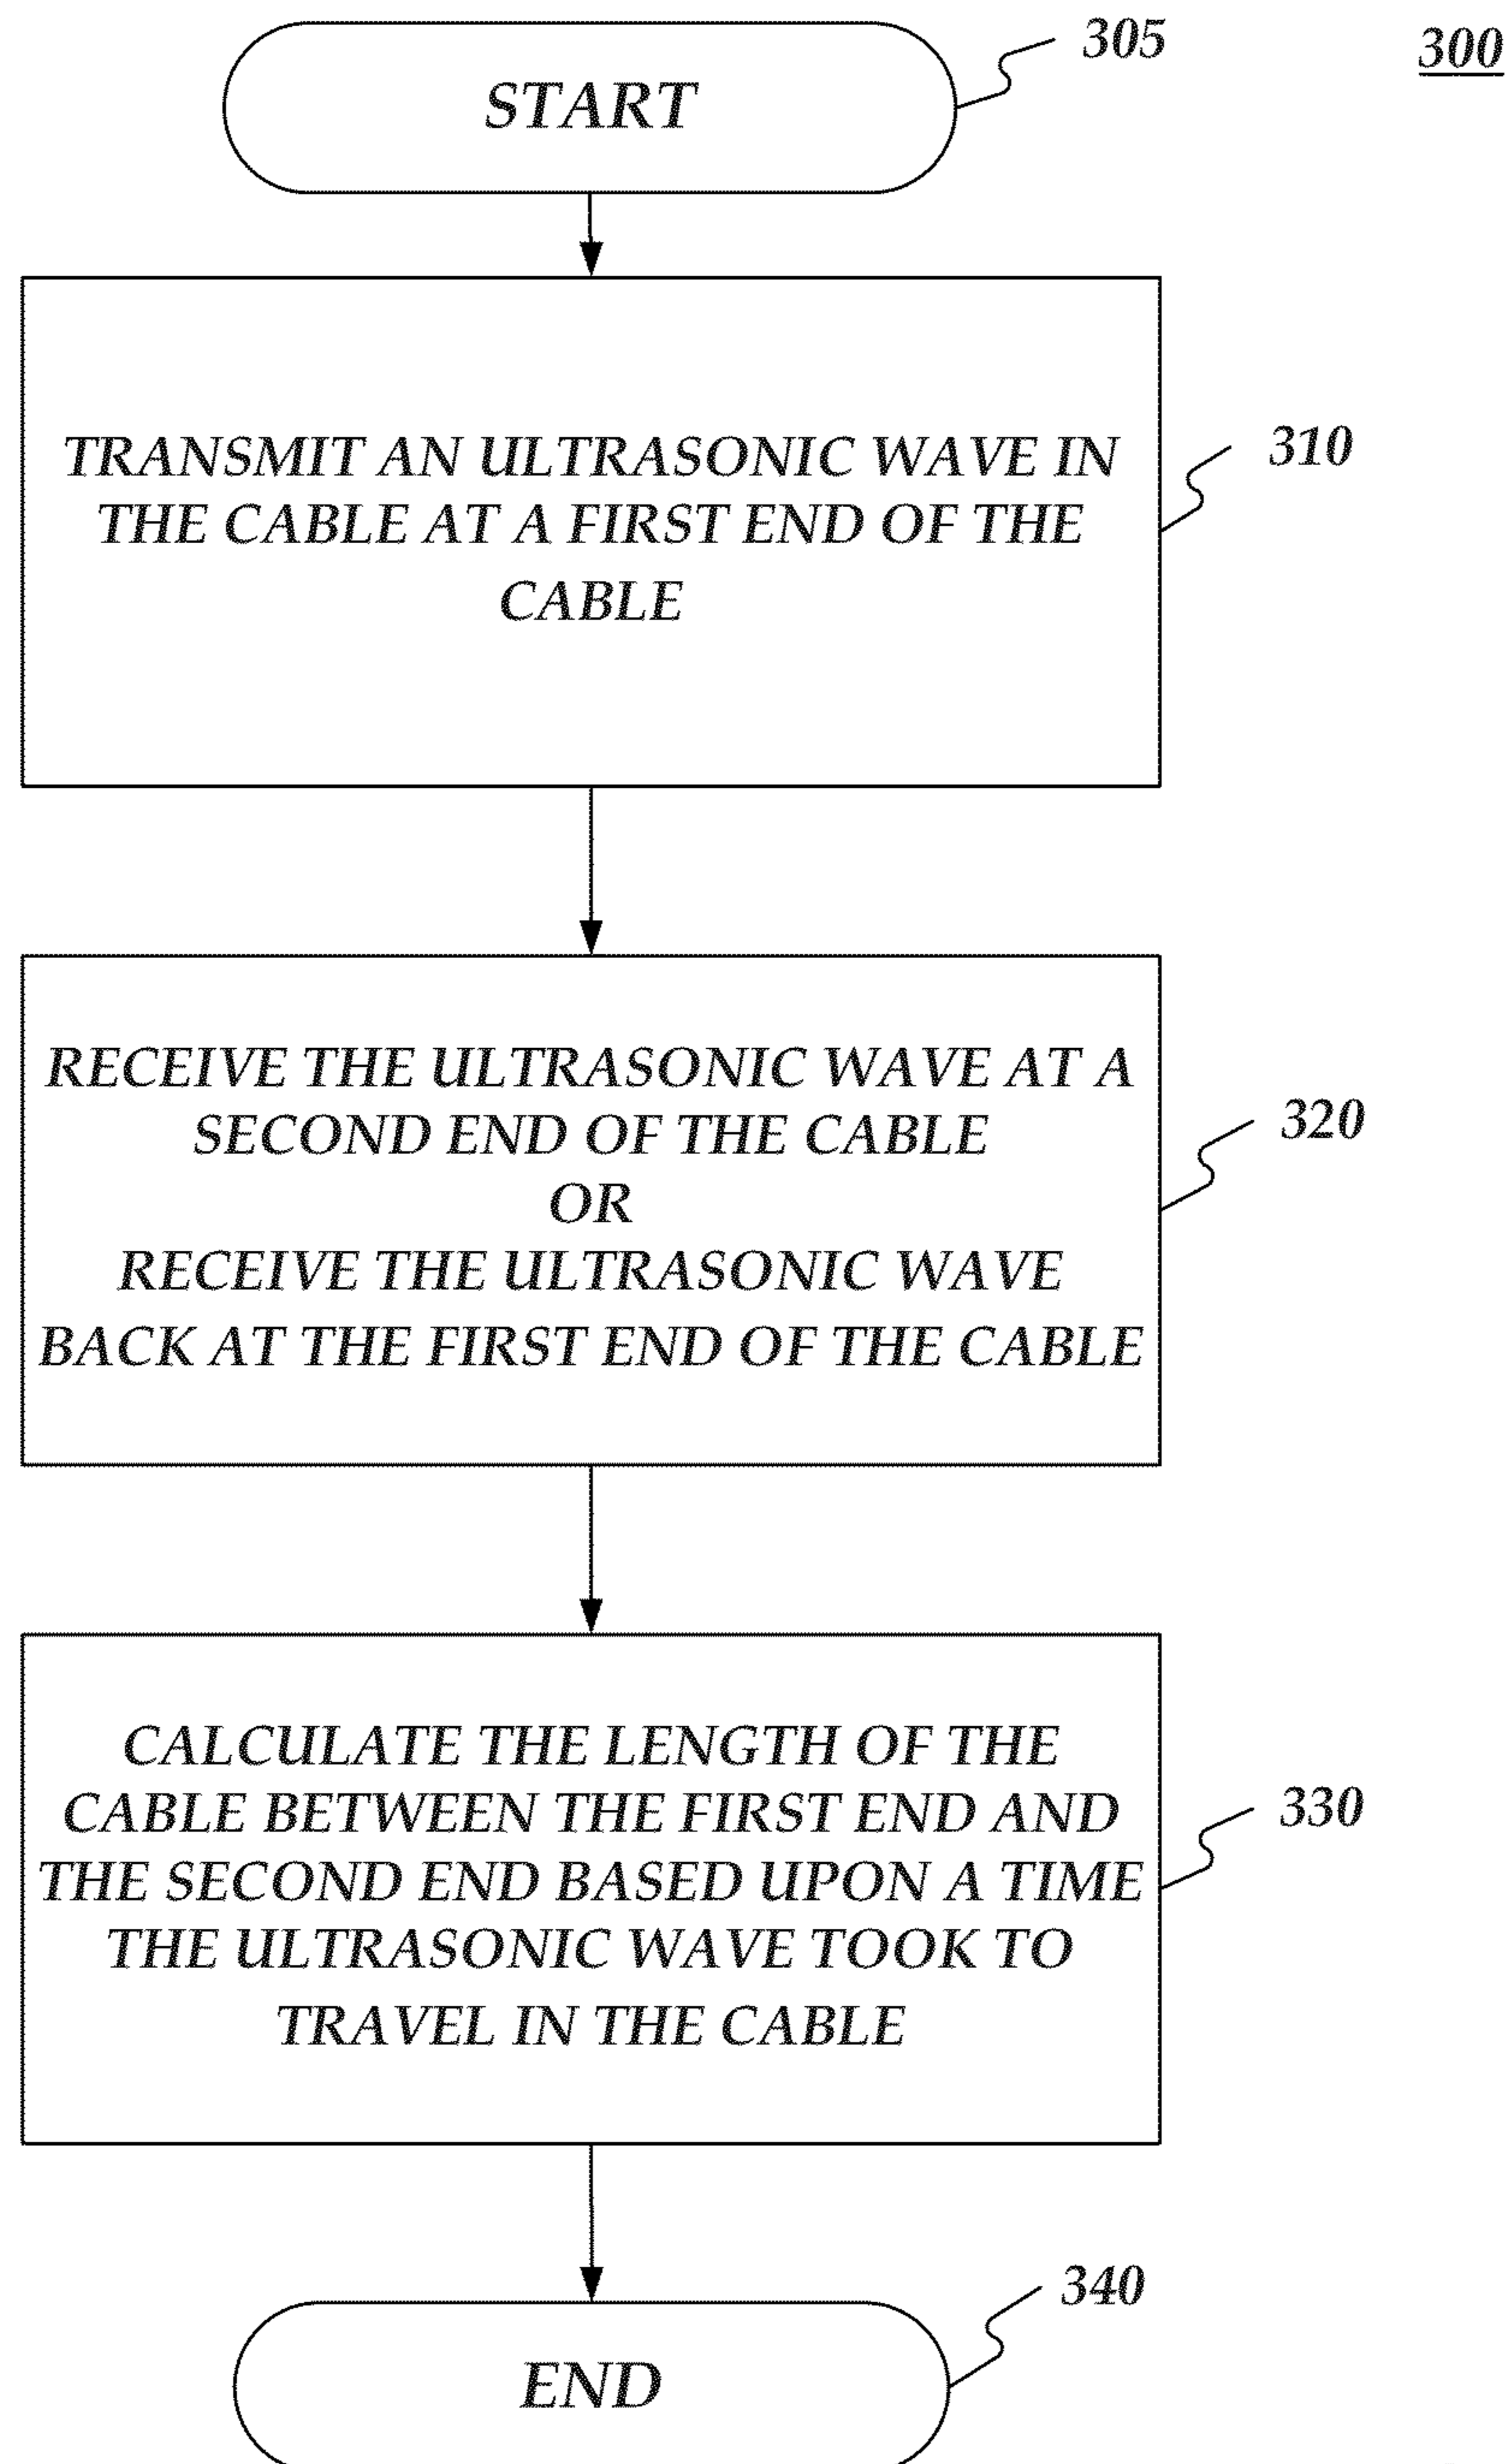 300
START
305
TRANSMIT AN ULTRASONIC WAVE IN
THE CABLE AT A FIRST END OF THE
CABLE
310
RECEIVE THE ULTRASONIC WAVE AT A
SECOND END OF THE CABLE
OR
RECEIVE THE ULTRASONIC WAVE
BACK AT THE FIRST END OF THE CABLE
320
CALCULATE THE LENGTH OF THE
CABLE BETWEEN THE FIRST END AND
THE SECOND END BASED UPON A TIME
THE ULTRASONIC WAVE TOOK TO
TRAVEL IN THE CABLE
330
END
340